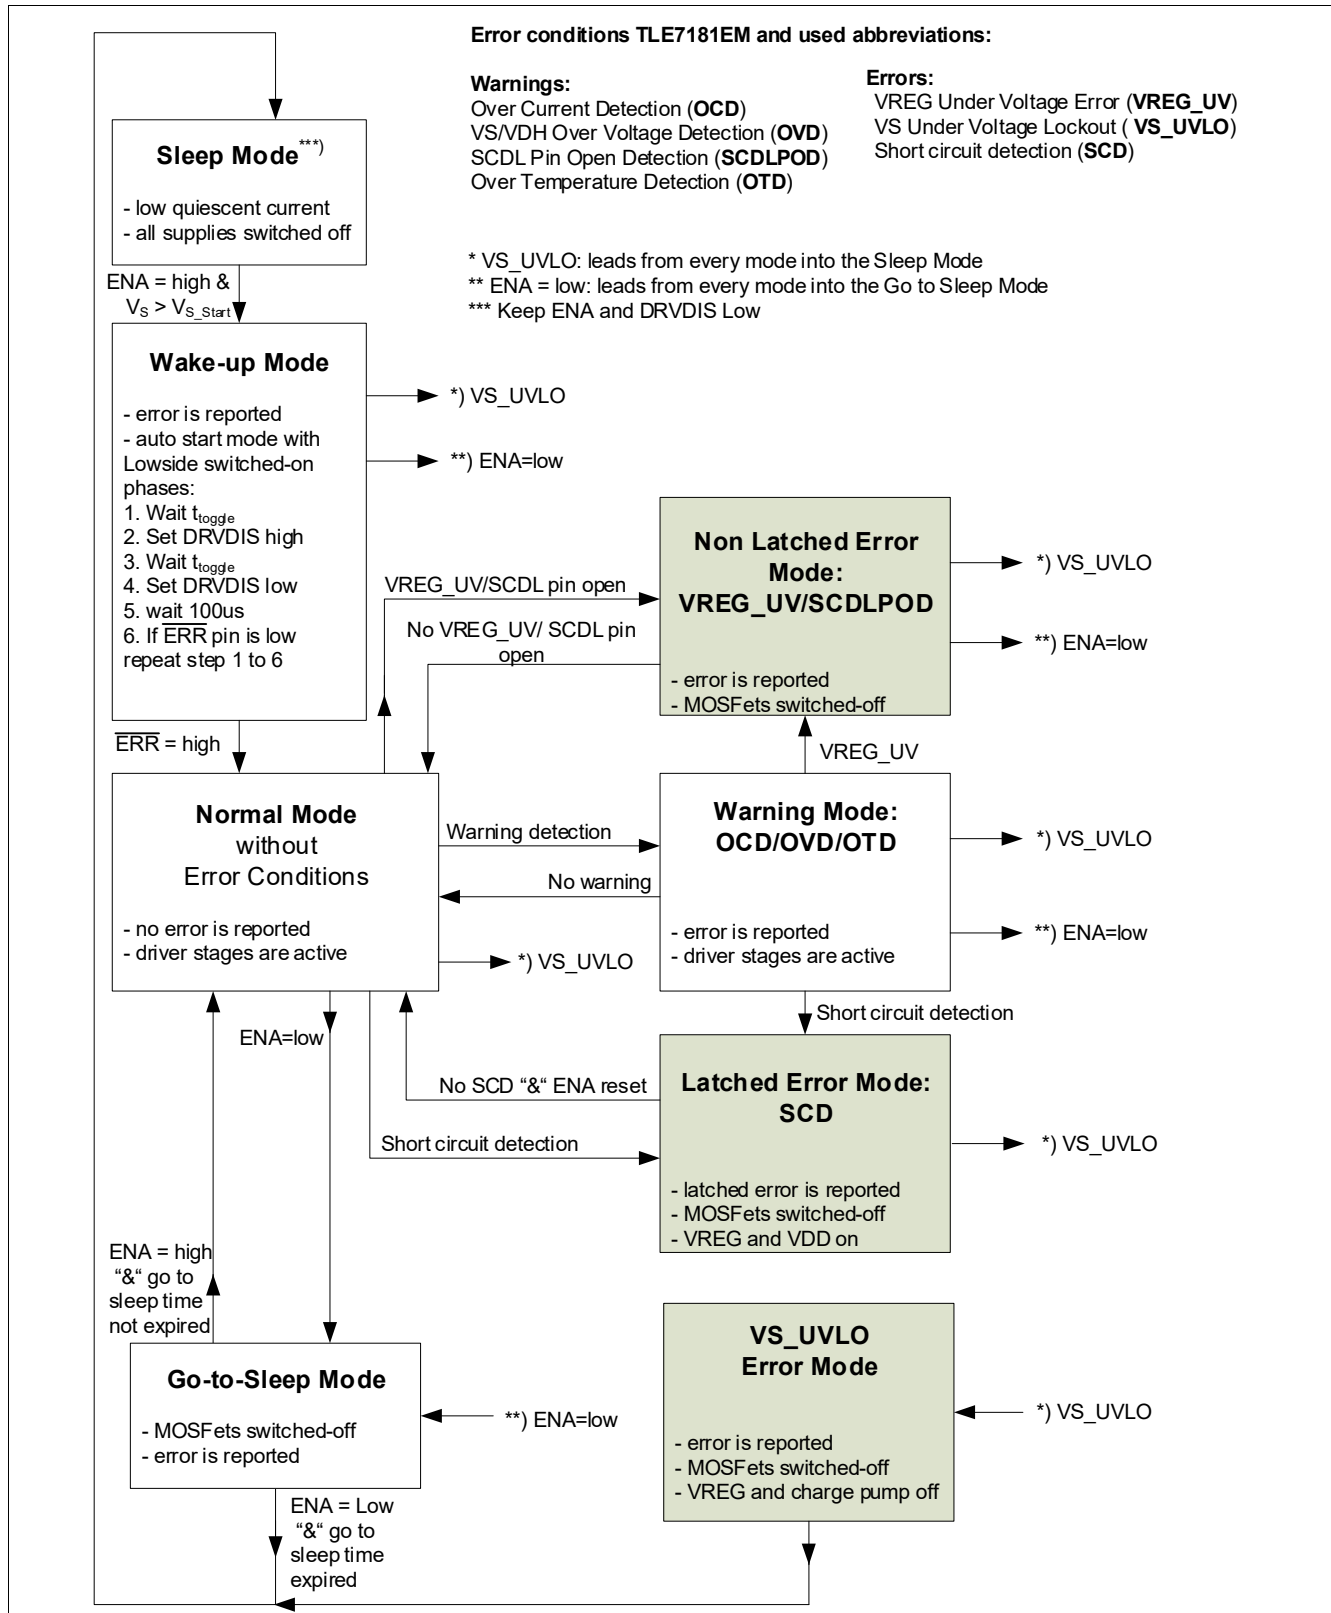 Error conditions TLE7181EM and used abbreviations:
Warnings:
Over Current Detection (OCD)
VS/VDH Over Voltage Detection (OVD)
SCDL Pin Open Detection (SCDLPOD)
Over Temperature Detection (OTD)
Errors:
VREG Under Voltage Error (VREG_UV)
VS Under Voltage Lockout ( VS_UVLO)
Short circuit detection (SCD)
* VS_UVLO: leads from every mode into the Sleep Mode
** ENA = low: leads from every mode into the Go to Sleep Mode
*** Keep ENA and DRVDIS Low
Sleep Mode***)
- low quiescent current
- all supplies switched off
ENA = high &
VS > VS_Start
Wake-up Mode
- error is reported
- auto start mode with
Lowside switched-on
phases:
1. Wait ttoggle
2. Set DRVDIS high
3. Wait ttoggle
4. Set DRVDIS low
5. wait 100us
6. If ERR pin is low
repeat step 1 to 6
*) VS_UVLO
**) ENA=low
ERR = high
VREG_UV/SCDL pin open
No VREG_UV/ SCDL pin
open
Non Latched Error
Mode:
VREG_UV/SCDLPOD
- error is reported
- MOSFets switched-off
*) VS_UVLO
**) ENA=low
VREG_UV
Normal Mode
without
Error Conditions
- no error is reported
- driver stages are active
Warning detection
No warning
*) VS_UVLO
Warning Mode:
OCD/OVD/OTD
- error is reported
- driver stages are active
*) VS_UVLO
**) ENA=low
Short circuit detection
ENA=low
No SCD “&“ ENA reset
Short circuit detection
Latched Error Mode:
SCD
- latched error is reported
- MOSFets switched-off
- VREG and VDD on
*) VS_UVLO
ENA = high
“&“ go to
sleep time
not expired
Go-to-Sleep Mode
- MOSFets switched-off
- error is reported
**) ENA=low
ENA = Low
“&“ go to
sleep time
expired
VS_UVLO
Error Mode
- error is reported
- MOSFets switched-off
- VREG and charge pump off
*) VS_UVLO